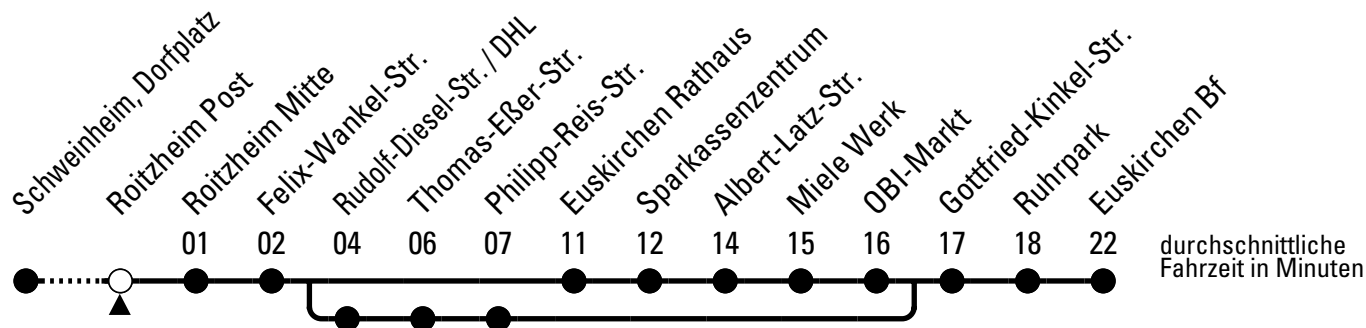 Schweinheim, Dorfplatz
Roitzheim Post
Roitzheim Mitte
Felix-Wankel-Str.
Rudolf-Diesel-Str. / DHL
Thomas-Eßer-Str.
Philipp-Reis-Str.
Euskirchen Rathaus
Sparkassenzentrum
Albert-Latz-Str.
Miele Werk
OBI-Markt
Gottfried-Kinkel-Str.
Ruhrpark
Euskirchen Bf
01 02 04 06 07 11 12 14 15 16 17 18 22
durchschnittliche
Fahrzeit in Minuten